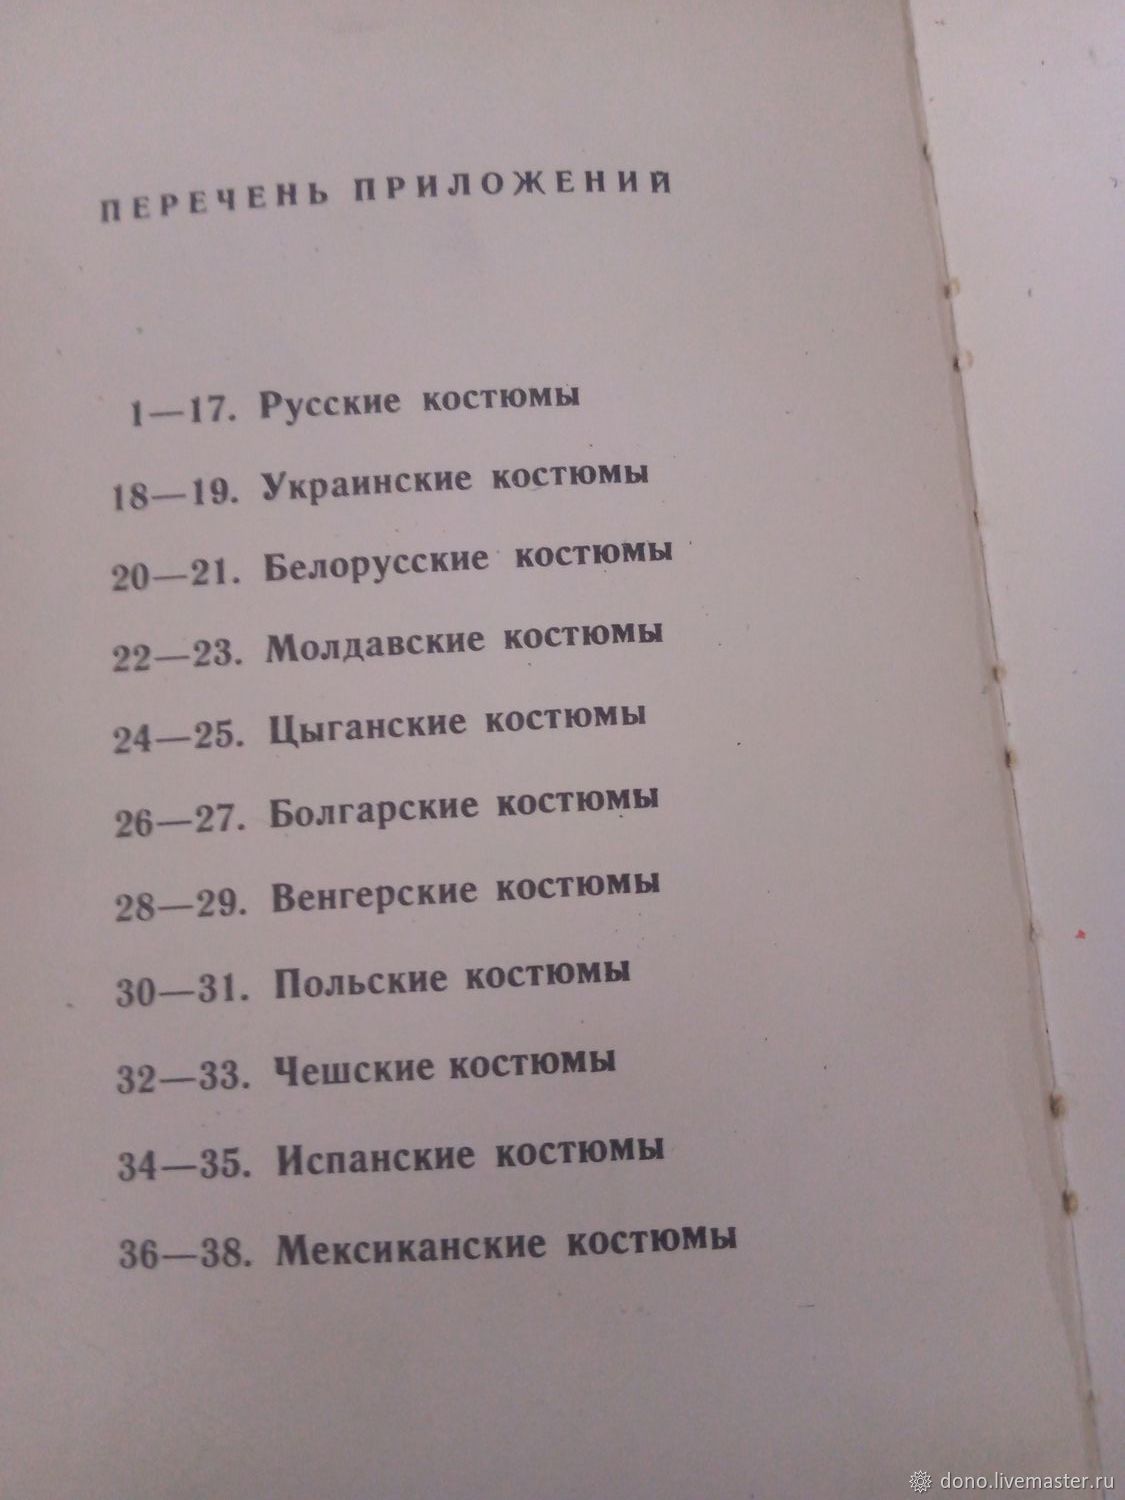 ПЕРЕЧЕНЬ ПРИЛОЖЕНИЙ
1—17. Русские костюмы
18—19. Украинские костюмы
20—21. Белорусские костюмы
22—23. Молдавские костюмы
24—25. Цыганские костюмы
26—27. Болгарские костюмы
28—29. Венгерские костюмы
30—31. Польские костюмы
32—33. Чешские костюмы
34—35. Испанские костюмы
36—38. Мексиканские костюмы
dono.livemaster.ru